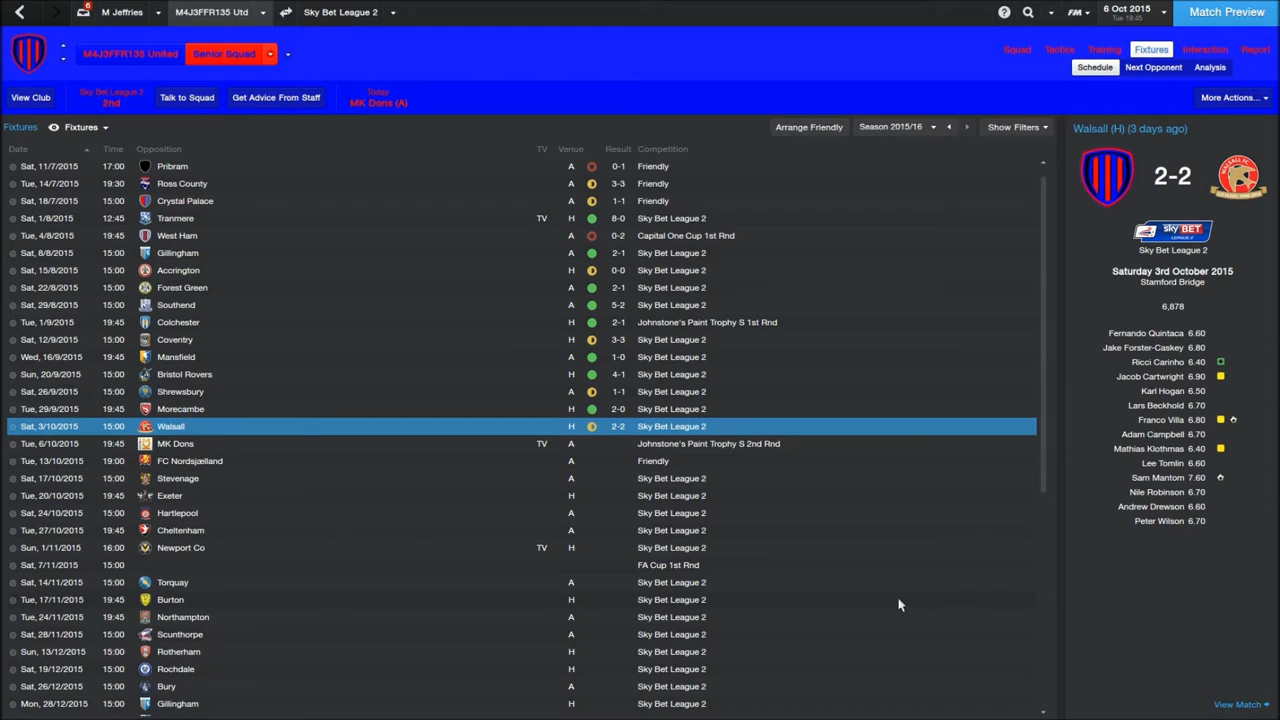 6
M Jeffries
M4J3FFR135 Utd
Sky Bet League 2
FM
6 Oct 2015
Tue 19:45
Match Preview
M4J3FFR135 United
Senior Squad
Squad
Tactics
Training
Fixtures
Interaction
Report
Schedule
Next Opponent
Analysis
View Club
Sky Bet League 2
2nd
Talk to Squad
Get Advice From Staff
Today
MK Dons (A)
More Actions...
Fixtures
Fixtures
Arrange Friendly
Season 2015/16
Show Filters
Date Time Opposition TV Venue Result Competition
Sat, 11/7/2015 17:00 Pribram A 0-1 Friendly
Tue, 14/7/2015 19:30 Ross County A 3-3 Friendly
Sat, 18/7/2015 15:00 Crystal Palace A 1-1 Friendly
Sat, 1/8/2015 12:45 Tranmere TV H 8-0 Sky Bet League 2
Tue, 4/8/2015 19:45 West Ham A 0-2 Capital One Cup 1st Rnd
Sat, 8/8/2015 15:00 Gillingham A 2-1 Sky Bet League 2
Sat, 15/8/2015 15:00 Accrington H 0-0 Sky Bet League 2
Sat, 22/8/2015 15:00 Forest Green A 2-1 Sky Bet League 2
Sat, 29/8/2015 15:00 Southend A 5-2 Sky Bet League 2
Tue, 1/9/2015 19:45 Colchester H 2-1 Johnstone's Paint Trophy S 1st Rnd
Sat, 12/9/2015 15:00 Coventry H 3-3 Sky Bet League 2
Wed, 16/9/2015 19:45 Mansfield A 1-0 Sky Bet League 2
Sun, 20/9/2015 15:00 Bristol Rovers H 4-1 Sky Bet League 2
Sat, 26/9/2015 15:00 Shrewsbury A 1-1 Sky Bet League 2
Tue, 29/9/2015 19:45 Morecambe H 2-0 Sky Bet League 2
Sat, 3/10/2015 15:00 Walsall H 2-2 Sky Bet League 2
Tue, 6/10/2015 19:45 MK Dons TV A Johnstone's Paint Trophy S 2nd Rnd
Tue, 13/10/2015 19:00 FC Nordsjælland A Friendly
Sat, 17/10/2015 15:00 Stevenage A Sky Bet League 2
Tue, 20/10/2015 19:45 Exeter H Sky Bet League 2
Sat, 24/10/2015 15:00 Hartlepool A Sky Bet League 2
Tue, 27/10/2015 19:45 Cheltenham A Sky Bet League 2
Sun, 1/11/2015 16:00 Newport Co TV H Sky Bet League 2
Sat, 7/11/2015 15:00 FA Cup 1st Rnd
Sat, 14/11/2015 15:00 Torquay A Sky Bet League 2
Tue, 17/11/2015 19:45 Burton H Sky Bet League 2
Tue, 24/11/2015 19:45 Northampton A Sky Bet League 2
Sat, 28/11/2015 15:00 Scunthorpe A Sky Bet League 2
Sun, 13/12/2015 15:00 Rotherham H Sky Bet League 2
Sat, 19/12/2015 15:00 Rochdale H Sky Bet League 2
Sat, 26/12/2015 15:00 Bury A Sky Bet League 2
Mon, 28/12/2015 15:00 Gillingham H Sky Bet League 2
Walsall (H) (3 days ago)
2-2
sky BET
Sky Bet League 2
Saturday 3rd October 2015
Stamford Bridge
6,878
Fernando Quintaca 6.60
Jake Forster-Caskey 6.80
Ricci Carinho 6.40
Jacob Cartwright 6.90
Karl Hogan 6.50
Lars Beckhold 6.70
Franco Villa 6.80
Adam Campbell 6.70
Mathias Klothmas 6.40
Lee Tomlin 6.60
Sam Mantom 7.60
Nile Robinson 6.70
Andrew Drewson 6.60
Peter Wilson 6.70
View Match